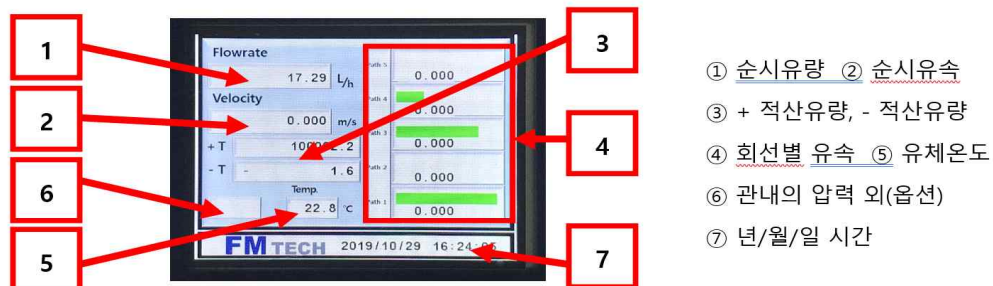 1
2
6
5
3
4
7
Flowrate
17.29 L/h
Velocity
0.000 m/s
+ T
- T - 1.6
Temp.
22.8 °C
Path 5
0.000
Path 4
0.000
Path 3
0.000
Path 2
0.000
Path 1
0.000
FM TECH 2019/10/29
① 순시유량 ② 순시유속
③ + 적산유량, - 적산유량
④ 회선별 유속 ⑤ 유체온도
⑥ 관내의 압력 외(옵션)
⑦ 년/월/일 시간